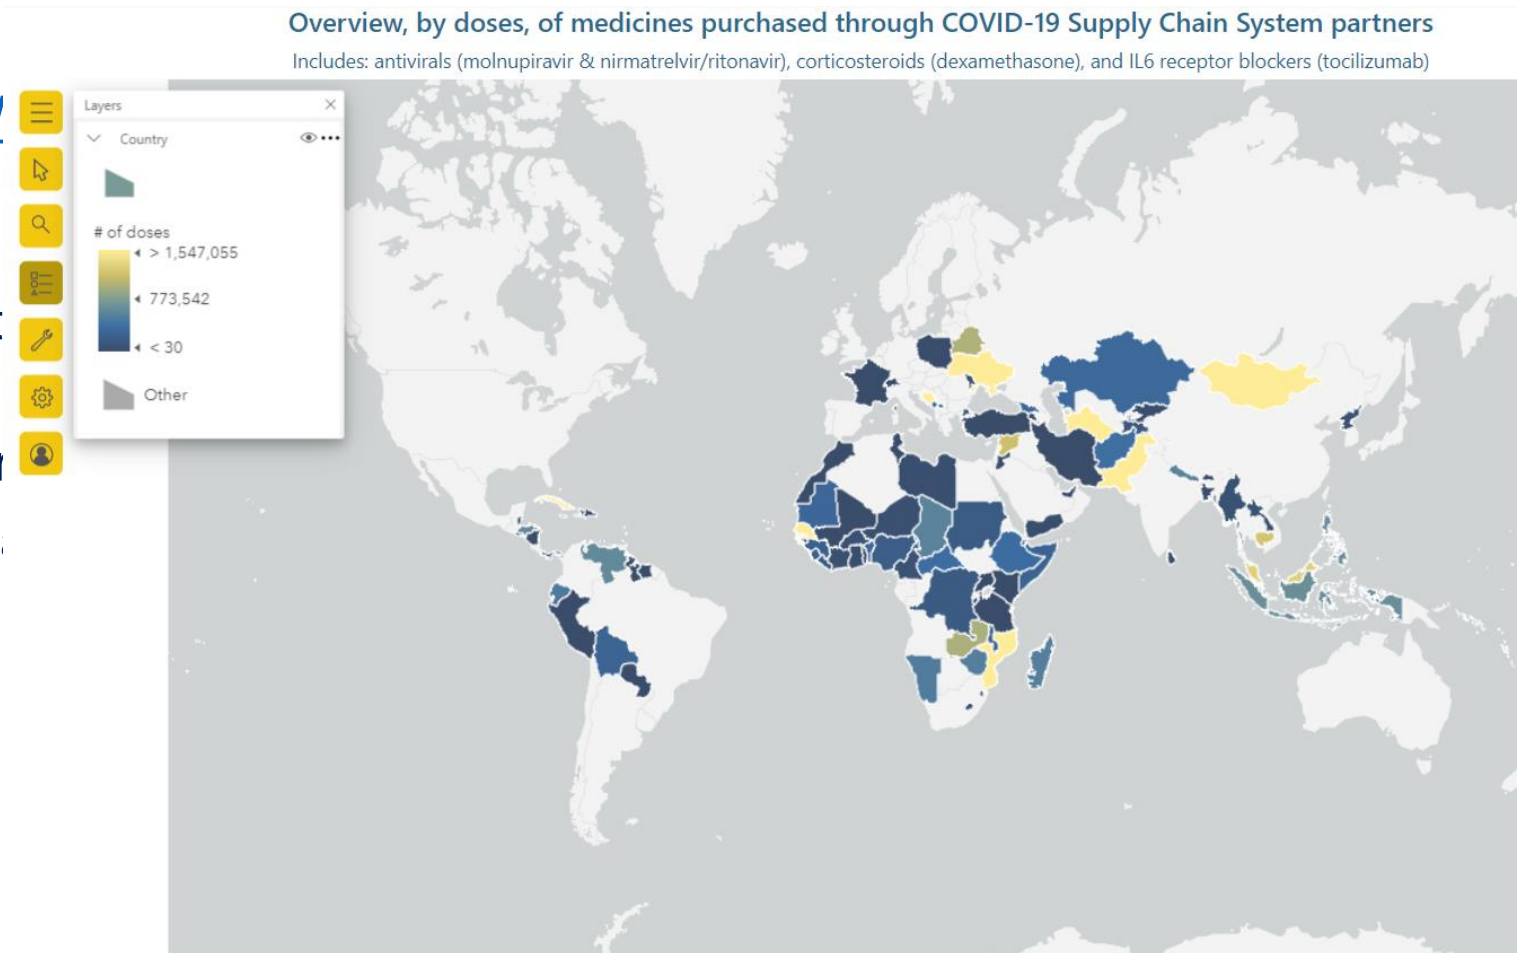 Overview, by doses, of medicines purchased through COVID-19 Supply Chain System partners
Includes: antivirals (molnupiravir & nirmatrelvir/ritonavir), corticosteroids (dexamethasone), and IL6 receptor blockers (tocilizumab)
Layers
Country
# of doses
> 1,547,055
773,542
< 30
Other